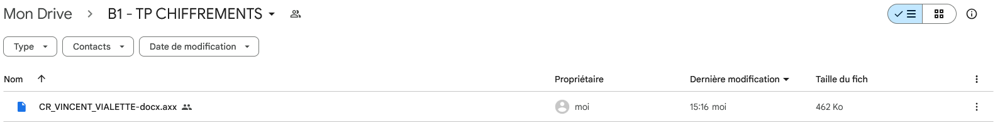 Mon Drive > B1 - TP CHIFFREMENTS
Type Contacts Date de modification
Nom Propriétaire Dernière modification Taille du fich
CR_VINCENT_VIALETTE-docx.axx moi 15:16 moi 462 Ko